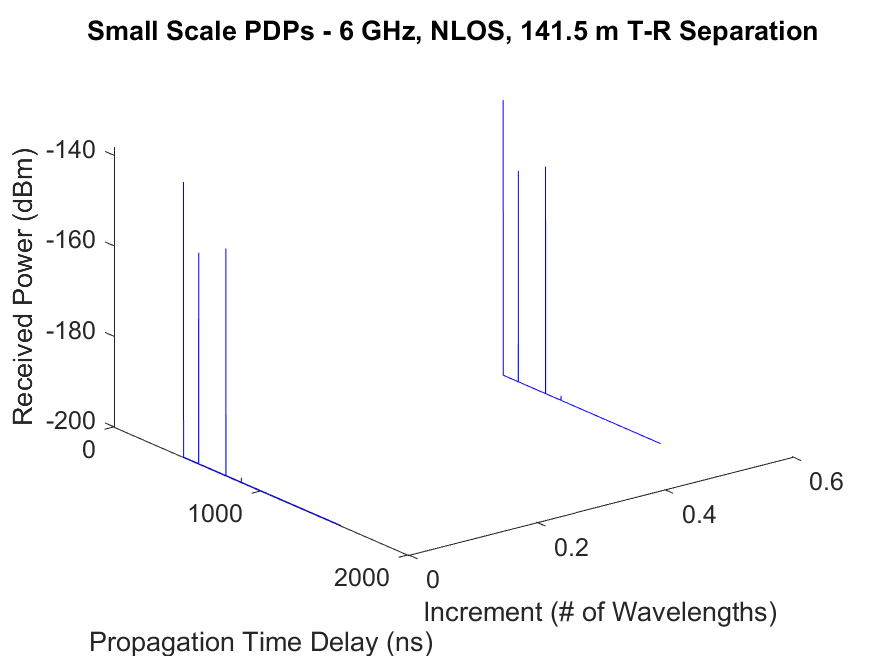 Small Scale PDPs - 6 GHz, NLOS, 141.5 m T-R Separation
Received Power (dBm)
-140
-160
-180
-200
0
1000
2000
0
0.2
0.4
0.6
Increment (# of Wavelengths)
Propagation Time Delay (ns)